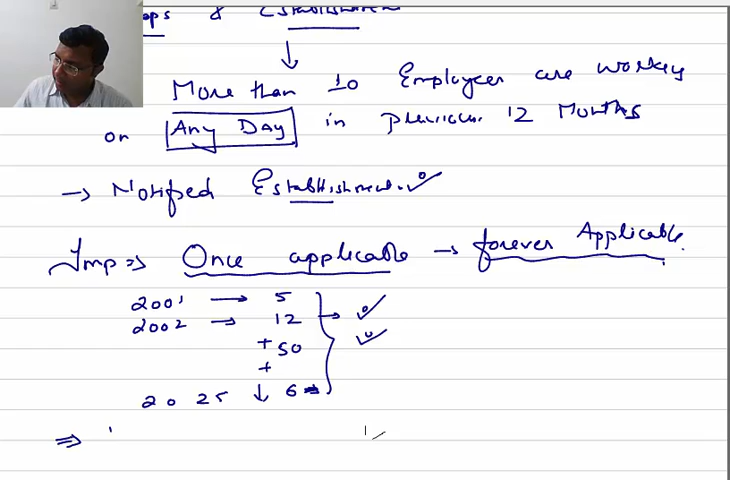 ops & Establishment
↓
More than 10 Employees are workey
on Any Day in previous 12 Months
→ Notified Establishment. ✓
Imp ⇒ Once applicable → forever Applicable.
2001 → 5
2002 → 12 → ✓
+ 50 ✓
+
2025 ↓ 6
⇒